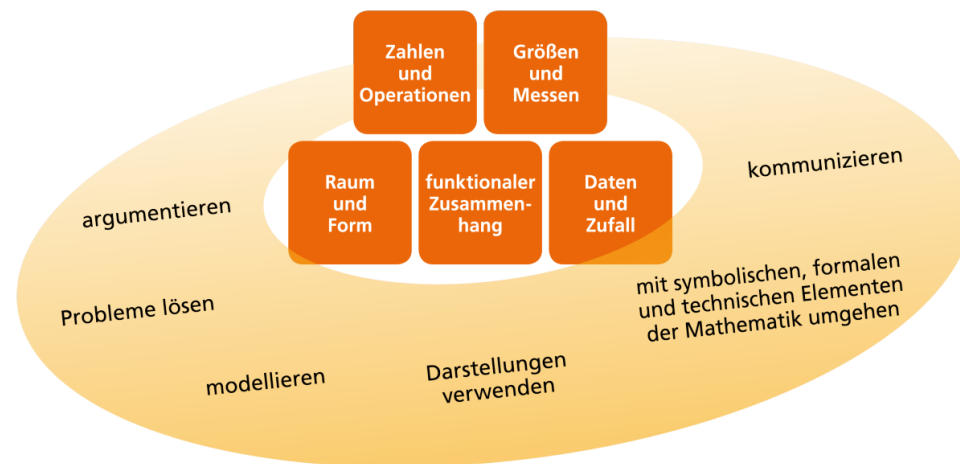 Zahlen
und
Operationen
Größen
und
Messen
Raum
und
Form
funktionaler
Zusammen-
hang
Daten
und
Zufall
argumentieren
Probleme lösen
modellieren
Darstellungen
verwenden
mit symbolischen, formalen
und technischen Elementen
der Mathematik umgehen
kommunizieren